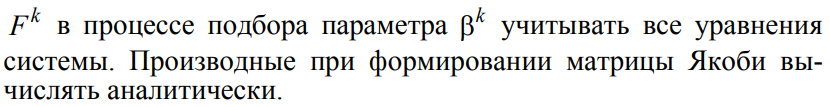 F^k в процессе подбора параметра β^k учитывать все уравнения
системы. Производные при формировании матрицы Якоби вы-
числять аналитически.